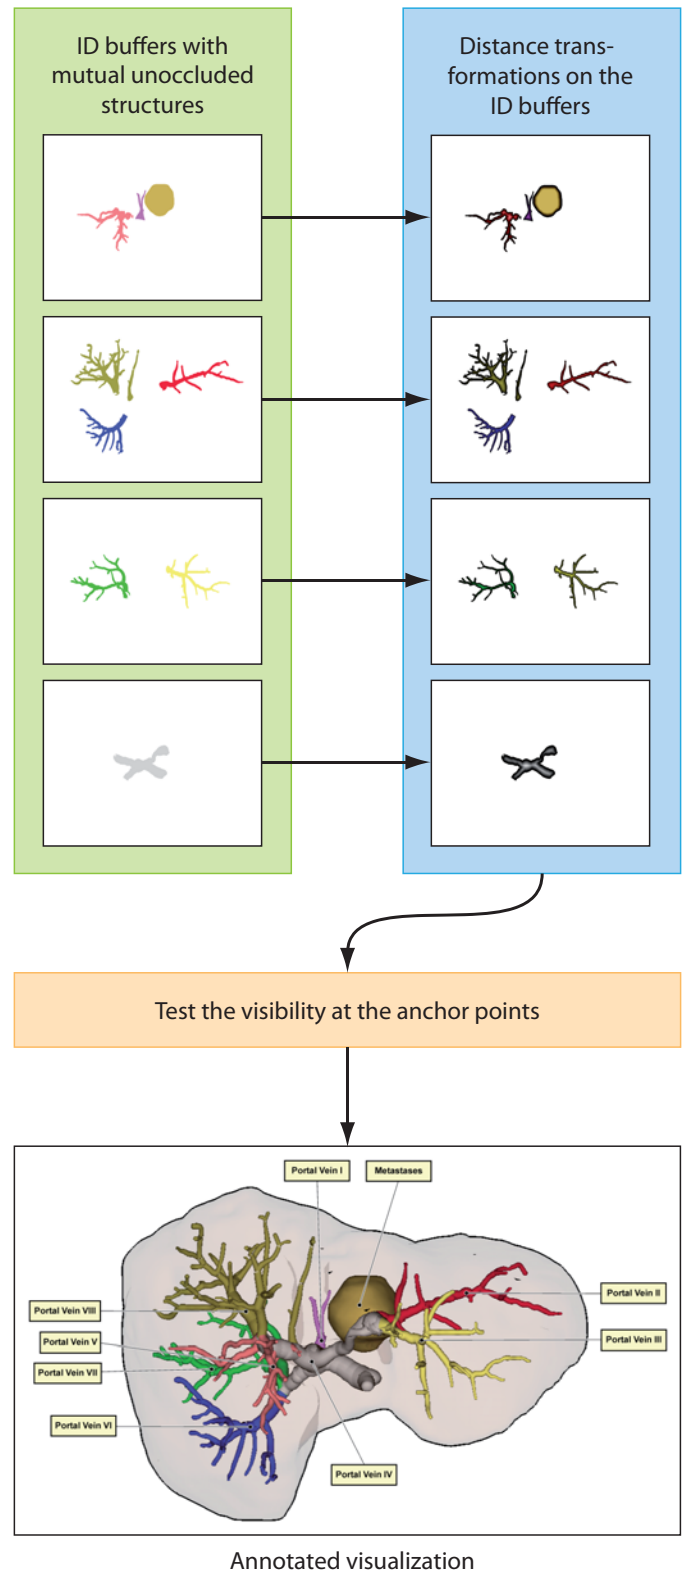 ID buffers with
mutual unoccluded
structures
Distance trans-
formations on the
ID buffers
Test the visibility at the anchor points
Portal Vein I
Metastases
Portal Vein II
Portal Vein VIII
Portal Vein III
Portal Vein V
Portal Vein VII
Portal Vein VI
Portal Vein IV
Annotated visualization